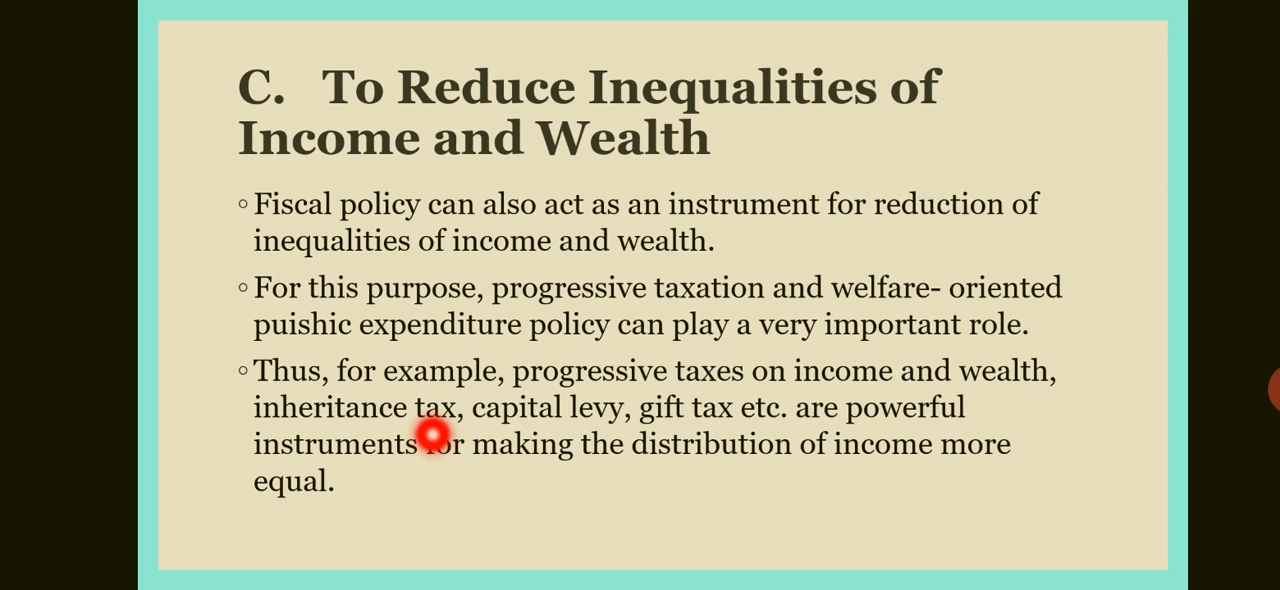 C. To Reduce Inequalities of
Income and Wealth
◦Fiscal policy can also act as an instrument for reduction of
inequalities of income and wealth.
◦For this purpose, progressive taxation and welfare- oriented
puishic expenditure policy can play a very important role.
◦Thus, for example, progressive taxes on income and wealth,
inheritance tax, capital levy, gift tax etc. are powerful
instruments for making the distribution of income more
equal.